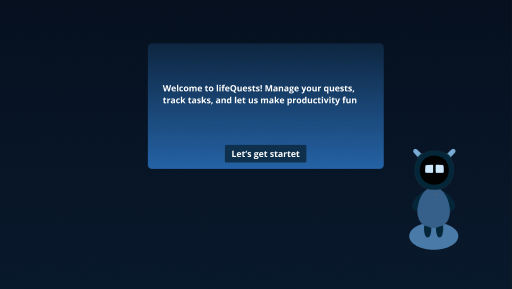 Welcome to lifeQuests! Manage your quests,
track tasks, and let us make productivity fun
Let's get startet